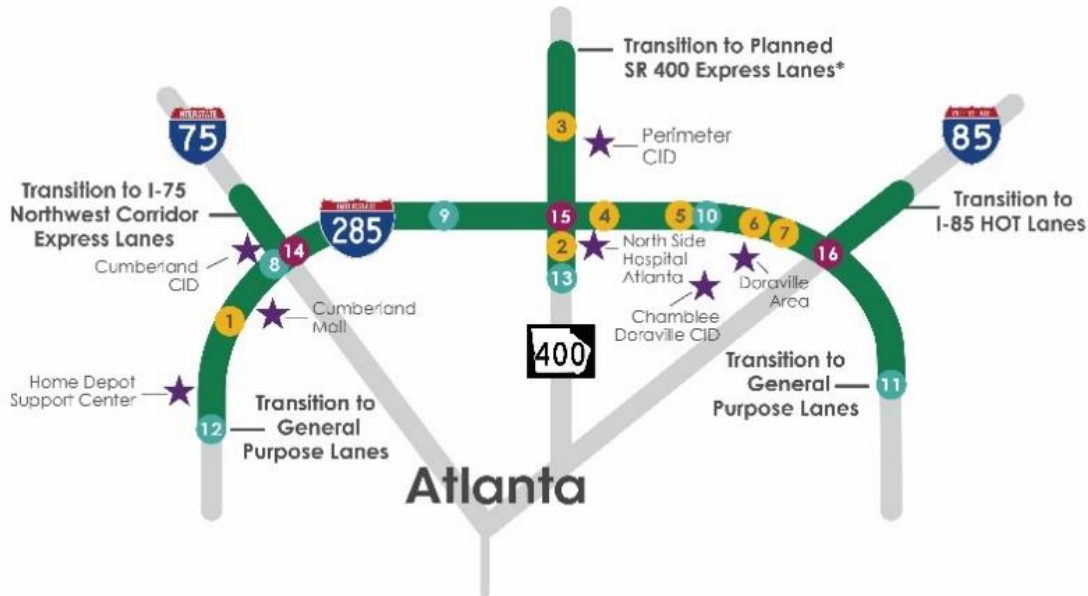 Transition to Planned
SR 400 Express Lanes*
INTERSTATE
75
85
3
Perimeter
CID
Transition to I-75
Northwest Corridor
Express Lanes
INTERSTATE
285
9
15
4
5
10
6
7
Transition to
I-85 HOT Lanes
Cumberland
CID
8
14
2
North Side
Hospital
Atlanta
16
13
Doraville
Area
1
Cumberland
Mall
Chamblee
Doraville CID
400
Home Depot
Support Center
Transition to
General
Purpose Lanes
11
12
Transition to
General
Purpose Lanes
Atlanta